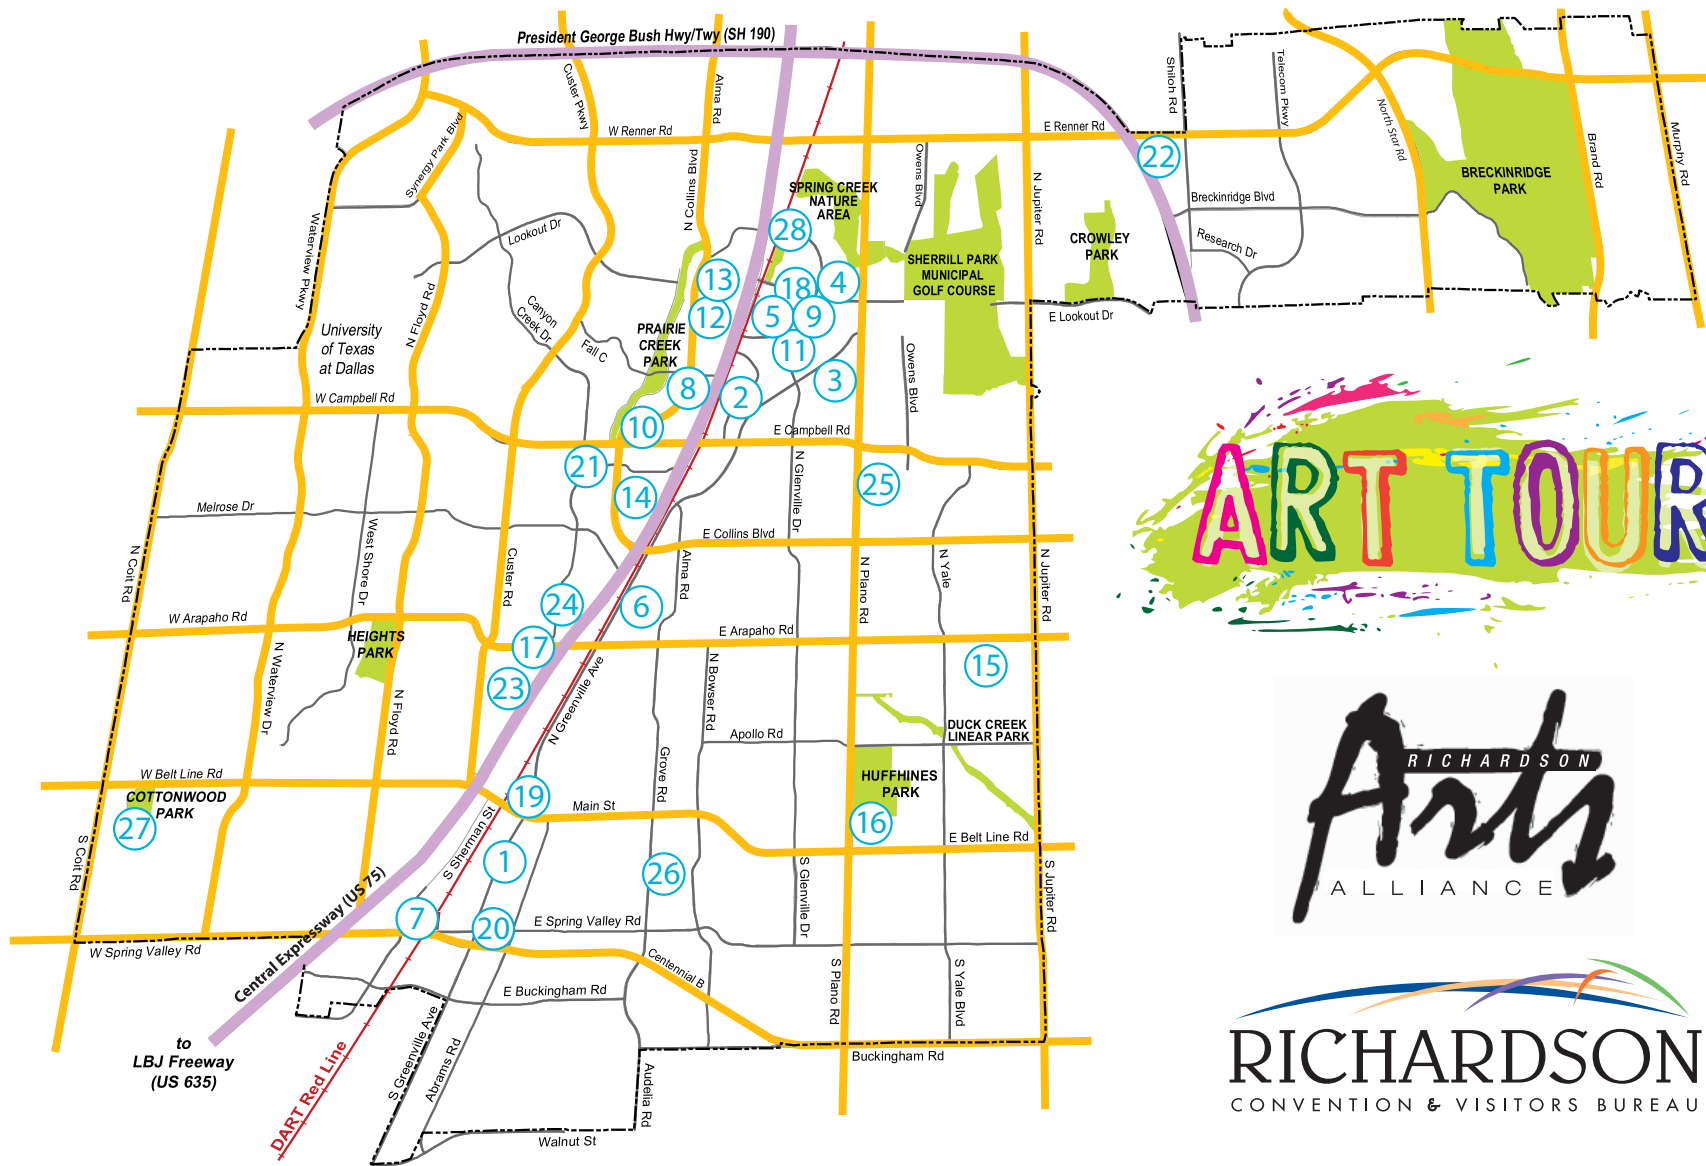 President George Bush Hwy/Twy (SH 190)
Custer Pkwy
Alma Rd
W Renner Rd
E Renner Rd
Shiloh Rd
Telecom Pkwy
North Star Rd
Brand Rd
Murphy Rd
BRECKINRIDGE
PARK
22
Synergy Park Blvd
N Collins Blvd
SPRING CREEK
NATURE
AREA
Owens Blvd
N Jupiter Rd
Breckinridge Blvd
Research Dr
CROWLEY
PARK
Waterview Pkwy
Lookout Dr
28
SHERRILL PARK
MUNICIPAL
GOLF COURSE
13
18
4
12
5
9
E Lookout Dr
N Floyd Rd
Canyon
Creek Dr
Fall C
PRAIRIE
CREEK
PARK
University
of Texas
at Dallas
11
3
8
2
Owens Blvd
W Campbell Rd
10
E Campbell Rd
21
14
N Glenville Dr
25
ART TOUR
Melrose Dr
West Shore Dr
E Collins Blvd
N Coit Rd
Custer Rd
Alma Rd
N Plano Rd
N Yale
N Jupiter Rd
24
6
W Arapaho Rd
E Arapaho Rd
HEIGHTS
PARK
17
23
N Waterview Dr
N Floyd Rd
N Greenville Ave
N Bowser Rd
15
DUCK CREEK
LINEAR PARK
Apollo Rd
Grove Rd
RICHARDSON
Arts
ALLIANCE
W Belt Line Rd
COTTONWOOD
PARK
27
19
Main St
HUFFHINES
PARK
16
E Belt Line Rd
S Coit Rd
S Sherman St
1
26
S Glenville Dr
S Jupiter Rd
Central Expressway (US 75)
7
20
E Spring Valley Rd
W Spring Valley Rd
Centennial B
S Plano Rd
S Yale Blvd
E Buckingham Rd
to
LBJ Freeway
(US 635)
DART Red Line
S Greenville Ave
Abrams Rd
Audelia Rd
Buckingham Rd
Walnut St
RICHARDSON
CONVENTION & VISITORS BUREAU